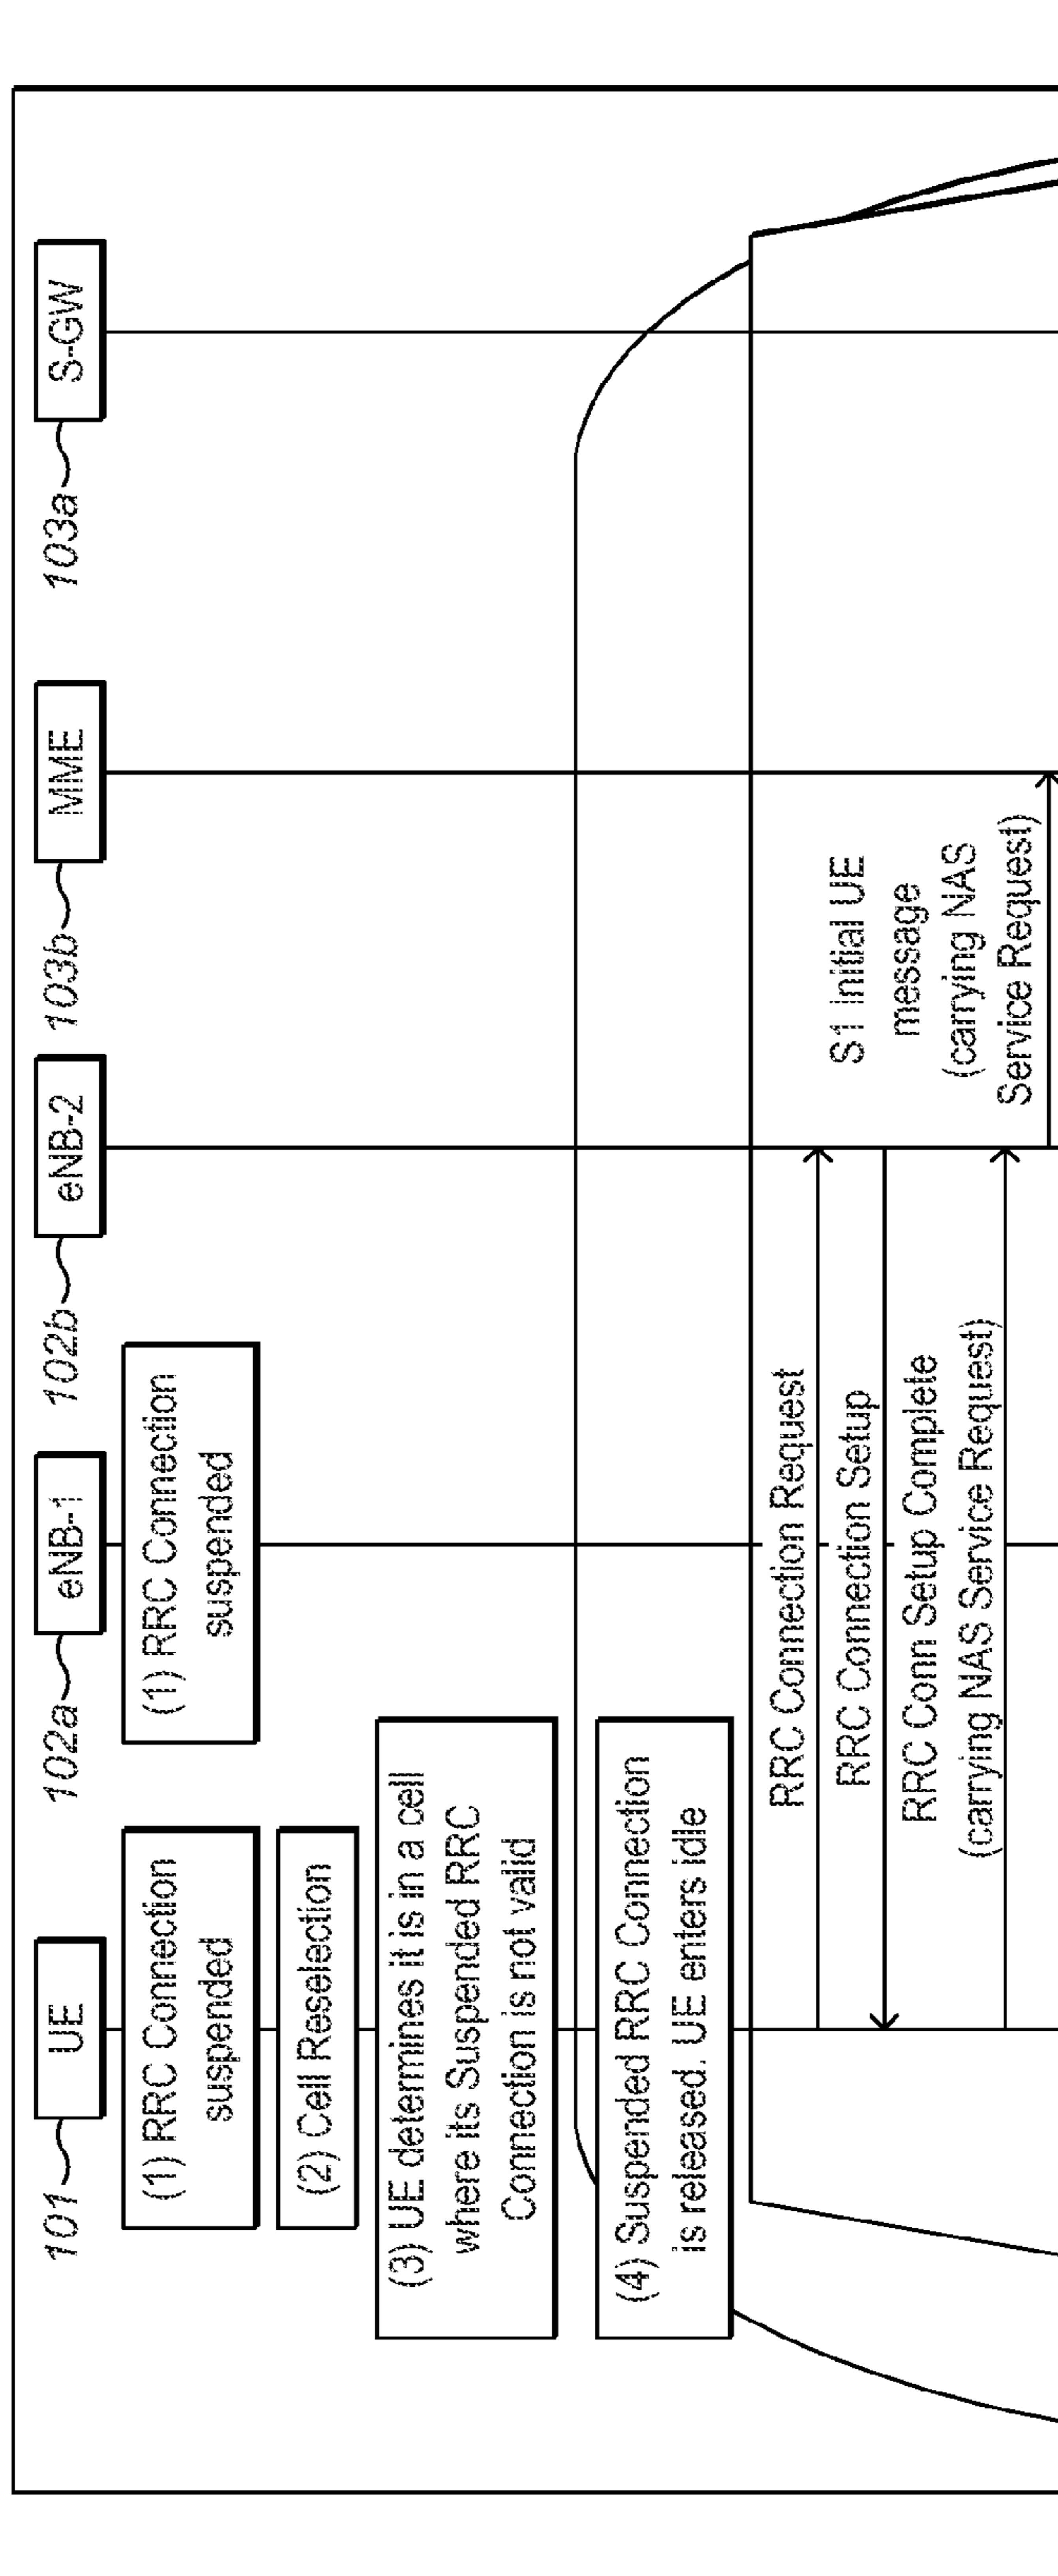 101
UE
102a
eNB-1
102b
eNB-2
103b
MME
103a
S-GW
(1) RRC Connection
suspended
(1) RRC Connection
suspended
(2) Cell Reselection
(3) UE determines it is in a cell
where its Suspended RRC
Connection is not valid
(4) Suspended RRC Connection
is released. UE enters idle
RRC Connection Request
RRC Connection Setup
RRC Conn Setup Complete
(carrying NAS Service Request)
S1 Initial UE
message
(carrying NAS
Service Request)